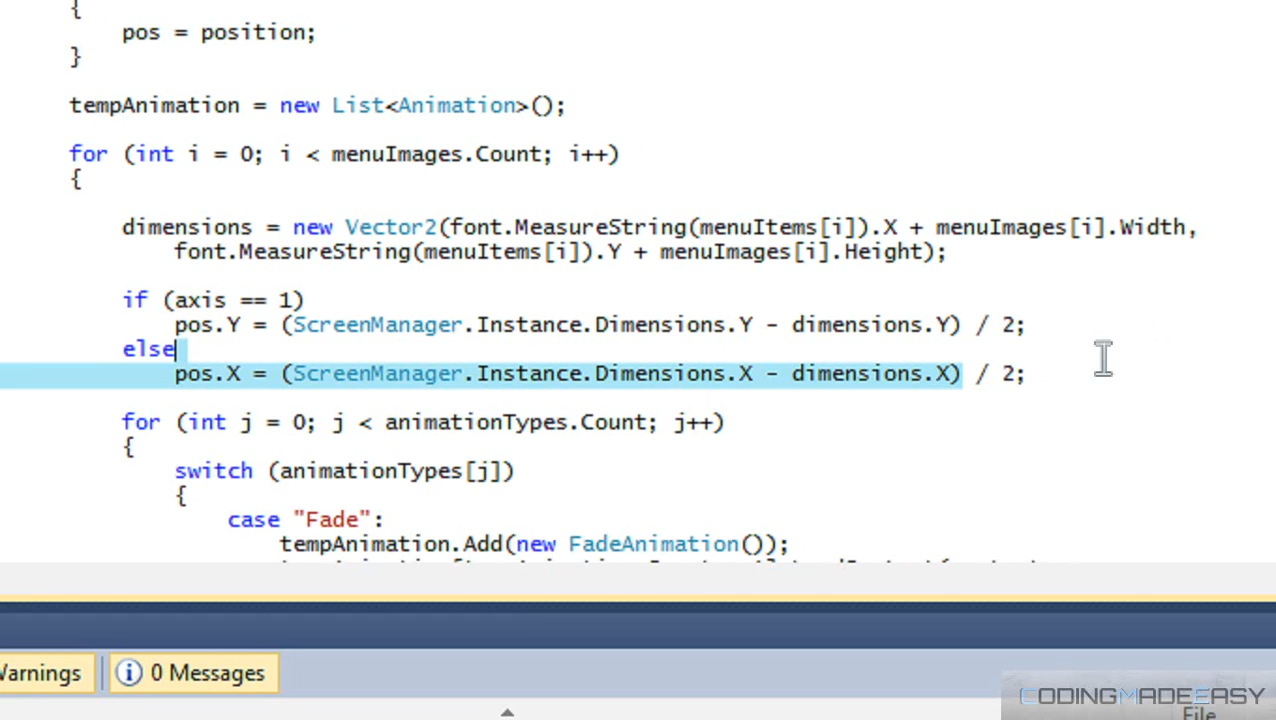 {
pos = position;
}
tempAnimation = new List<Animation>();
for (int i = 0; i < menuImages.Count; i++)
{
dimensions = new Vector2(font.MeasureString(menuItems[i]).X + menuImages[i].Width,
font.MeasureString(menuItems[i]).Y + menuImages[i].Height);
if (axis == 1)
pos.Y = (ScreenManager.Instance.Dimensions.Y - dimensions.Y) / 2;
else
pos.X = (ScreenManager.Instance.Dimensions.X - dimensions.X) / 2;
for (int j = 0; j < animationTypes.Count; j++)
{
switch (animationTypes[j])
{
case "Fade":
tempAnimation.Add(new FadeAnimation());
Warnings
0 Messages
CODINGMADEEASY
File